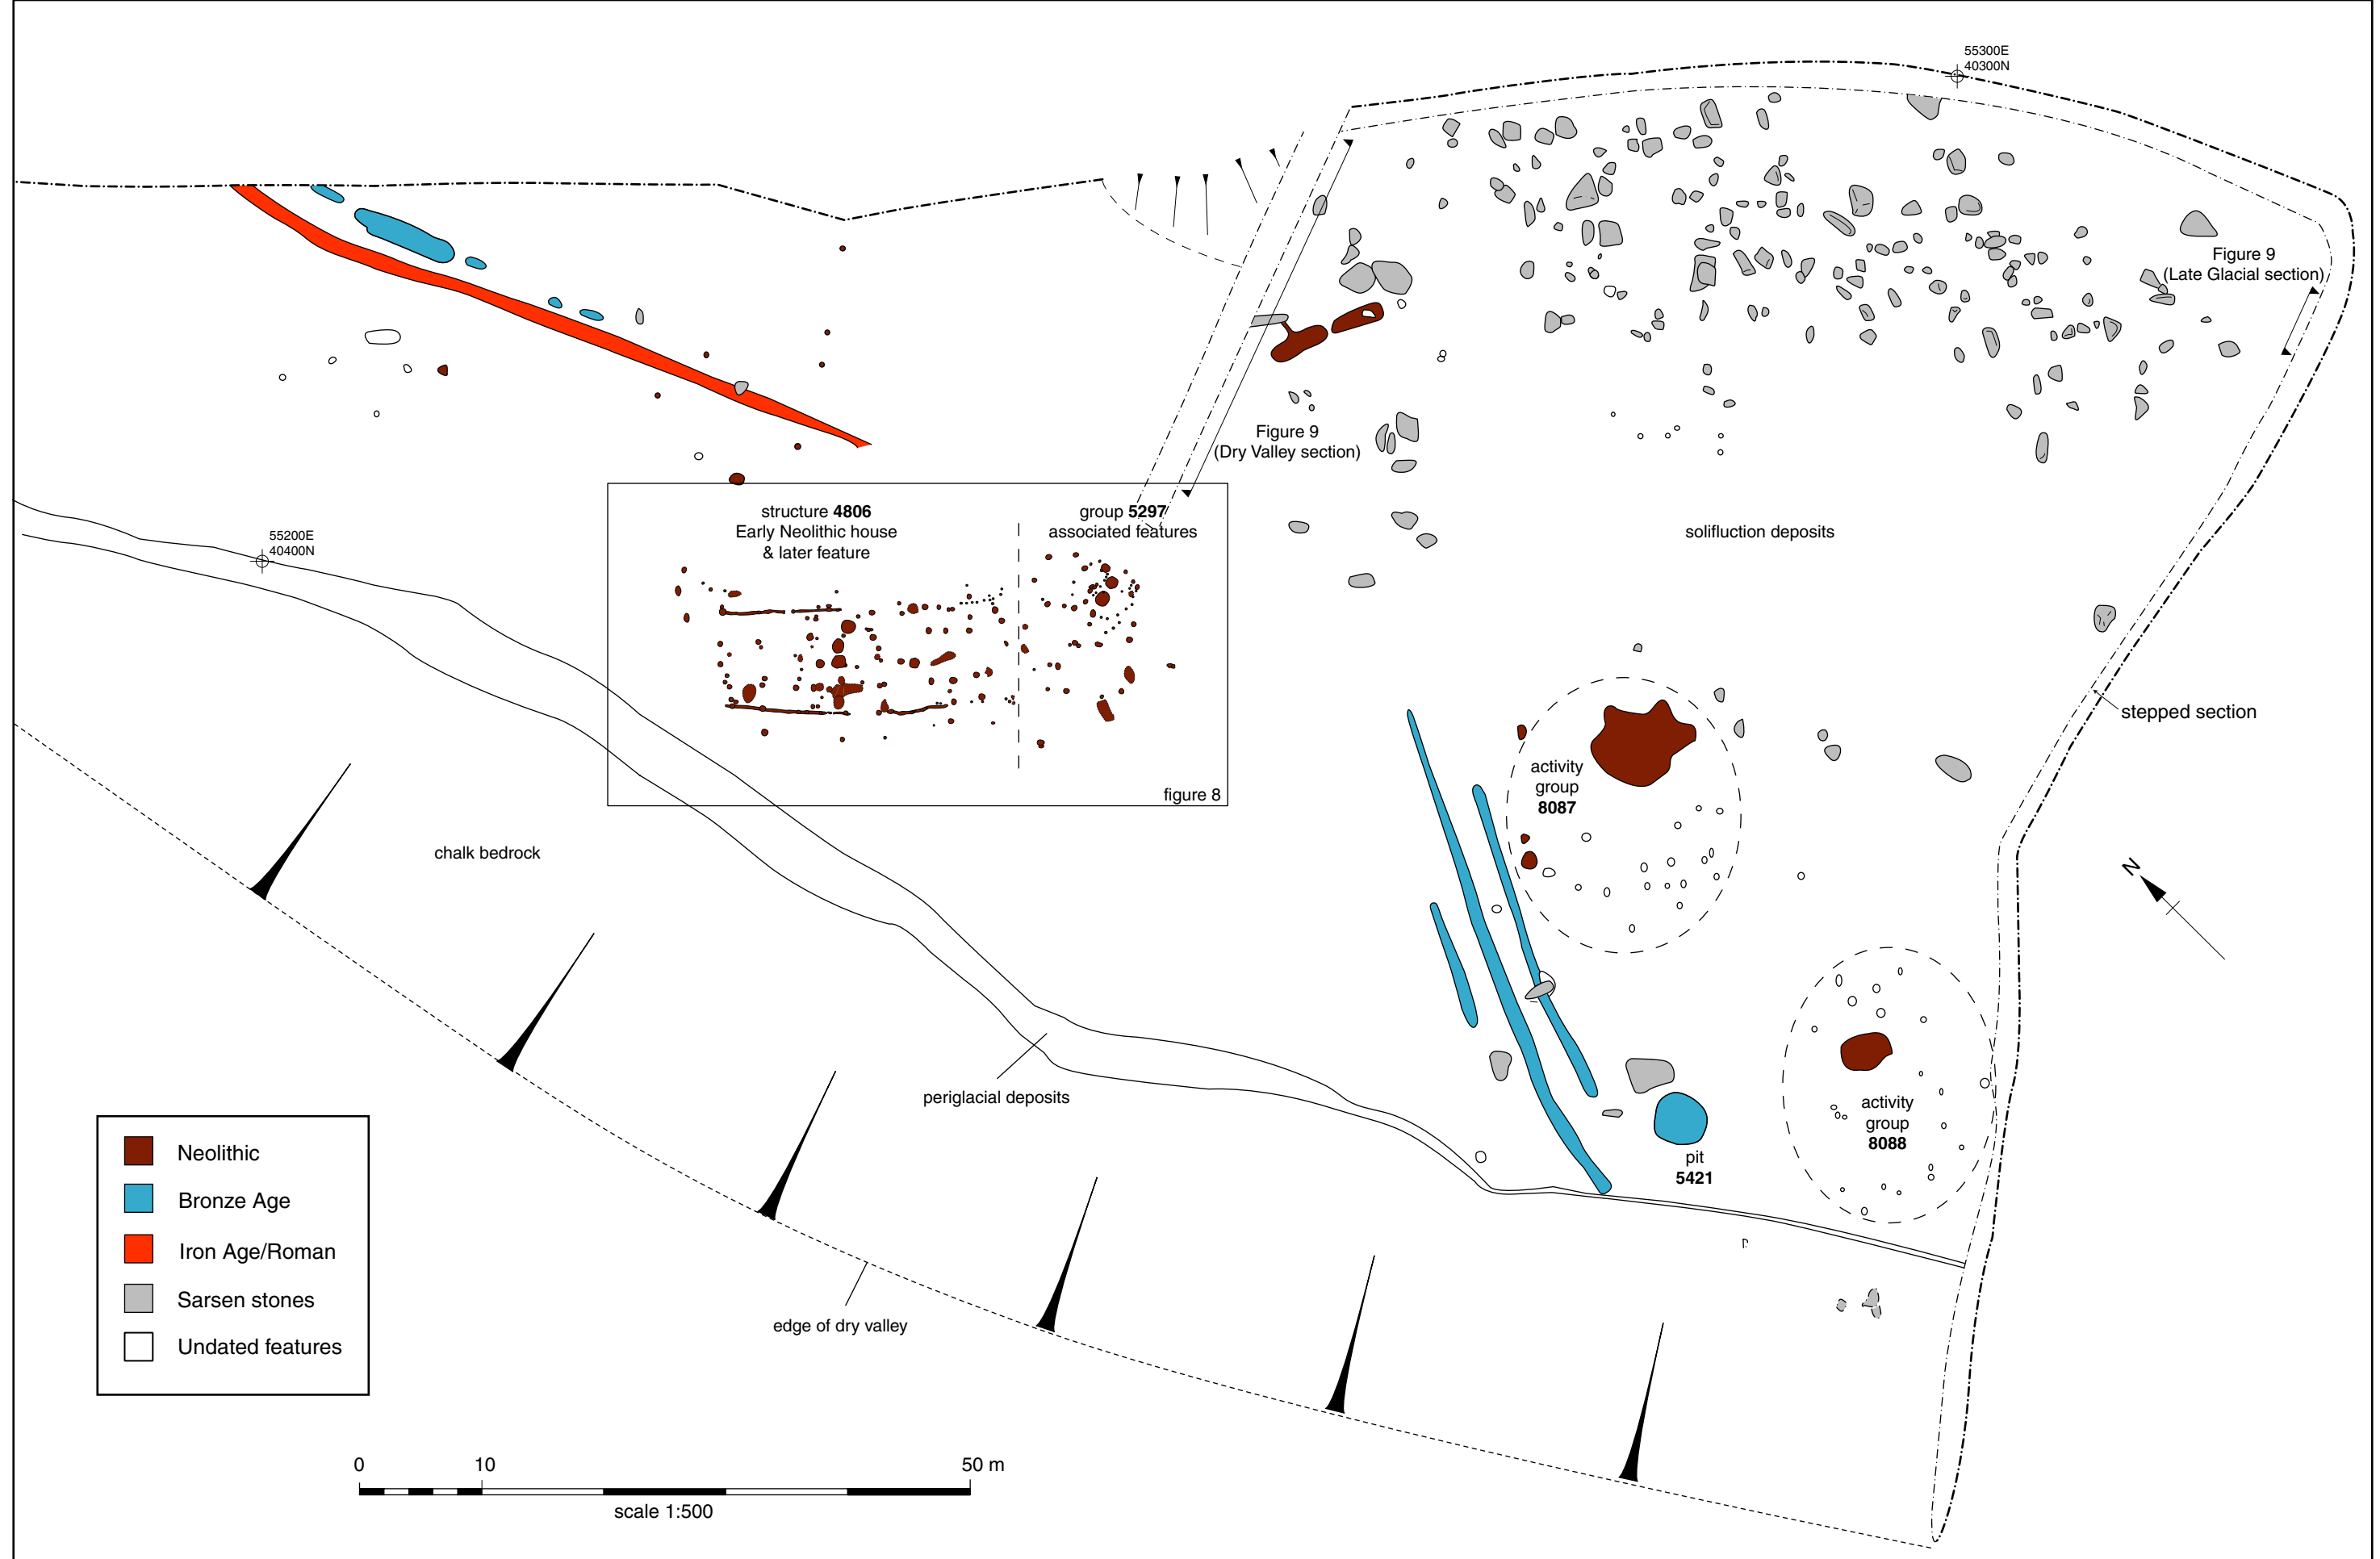 55300E
40300N
Figure 9
(Late Glacial section)
Figure 9
(Dry Valley section)
structure 4806
Early Neolithic house
& later feature
group 5297
associated features
55200E
40400N
solifluction deposits
stepped section
activity
group
8087
figure 8
chalk bedrock
N
periglacial deposits
activity
group
8088
pit
5421
edge of dry valley
Neolithic
Bronze Age
Iron Age/Roman
Sarsen stones
Undated features
0 10 50 m
scale 1:500